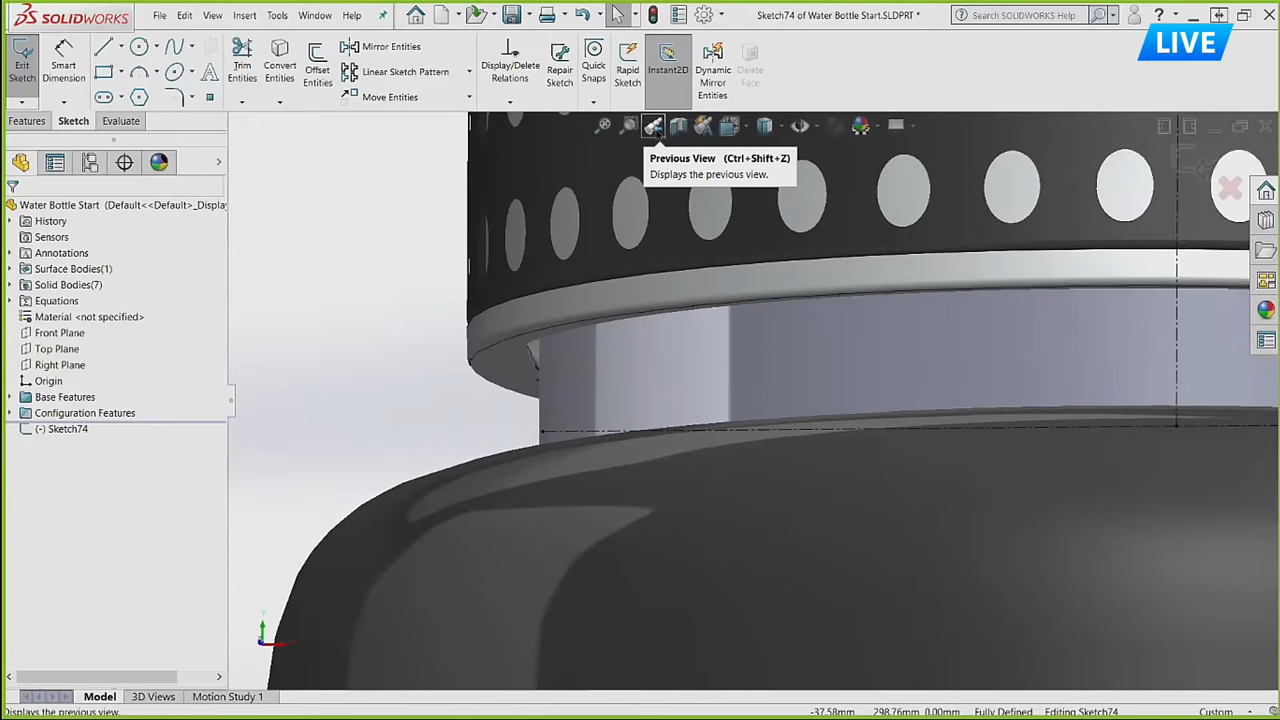 SOLIDWORKS
File
Edit
View
Insert
Tools
Window
Help
Sketch74 of Water Bottle Start.SLDPRT *
Search SOLIDWORKS Help
LIVE
Exit Sketch
Smart Dimension
Trim Entities
Convert Entities
Offset Entities
Mirror Entities
Linear Sketch Pattern
Move Entities
Display/Delete Relations
Repair Sketch
Quick Snaps
Rapid Sketch
Instant2D
Dynamic Mirror Entities
Delete Face
Features
Sketch
Evaluate
Previous View (Ctrl+Shift+Z)
Displays the previous view.
Water Bottle Start (Default<<Default>_Displa
History
Sensors
Annotations
Surface Bodies(1)
Solid Bodies(7)
Equations
Material <not specified>
Front Plane
Top Plane
Right Plane
Origin
Base Features
Configuration Features
(-) Sketch74
Model
3D Views
Motion Study 1
Displays the previous view.
-37.58mm
298.76mm
0.00mm
Fully Defined
Editing Sketch74
Custom